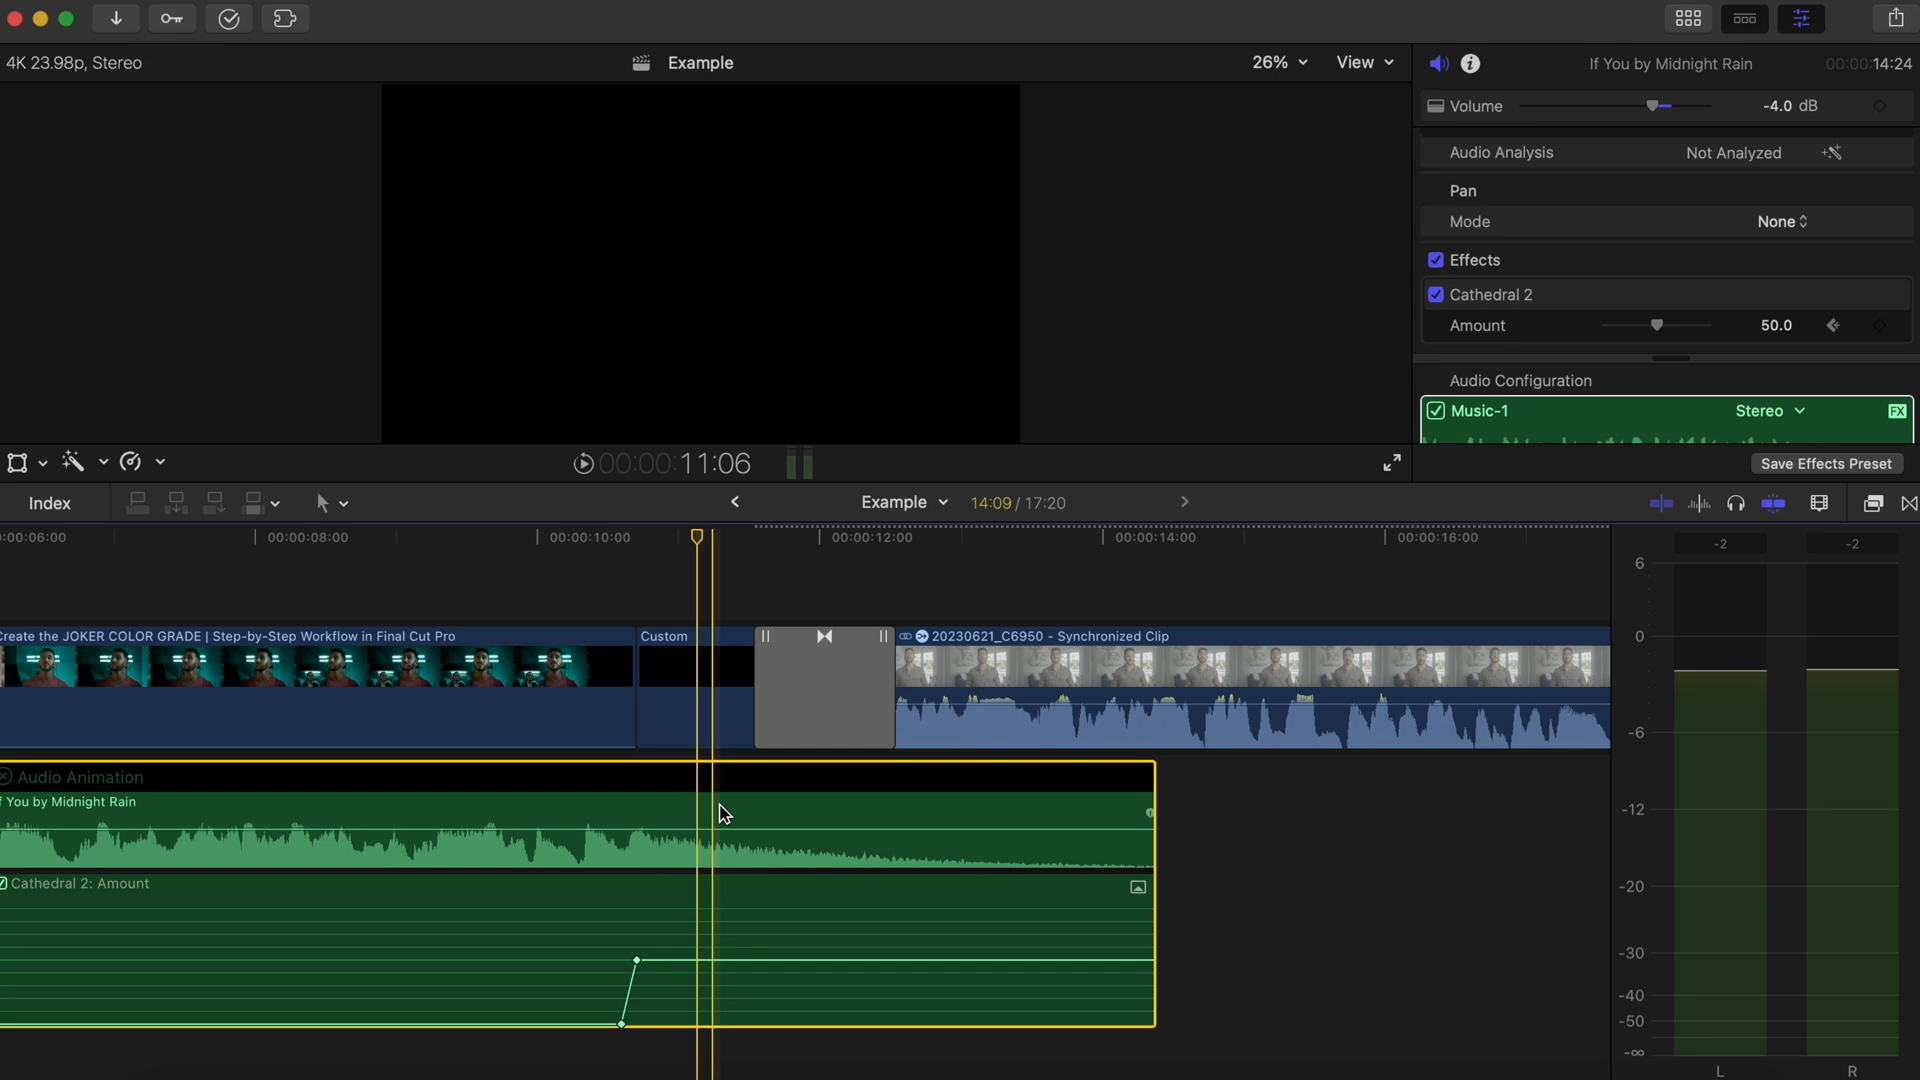 4K 23.98p, Stereo
Example
26%
View
If You by Midnight Rain
00:00:14:24
Volume
-4.0 dB
Audio Analysis
Not Analyzed
Pan
Mode
None
Effects
Cathedral 2
Amount
50.0
Audio Configuration
Music-1
Stereo
FX
00:00:11:06
Save Effects Preset
Index
Example
14:09 / 17:20
:00:06:00
00:00:08:00
00:00:10:00
00:00:12:00
00:00:14:00
00:00:16:00
-2
-2
6
0
-6
-12
-20
-30
-40
-50
-∞
L
R
Create the JOKER COLOR GRADE | Step-by-Step Workflow in Final Cut Pro
Custom
20230621_C6950 - Synchronized Clip
Audio Animation
f You by Midnight Rain
Cathedral 2: Amount